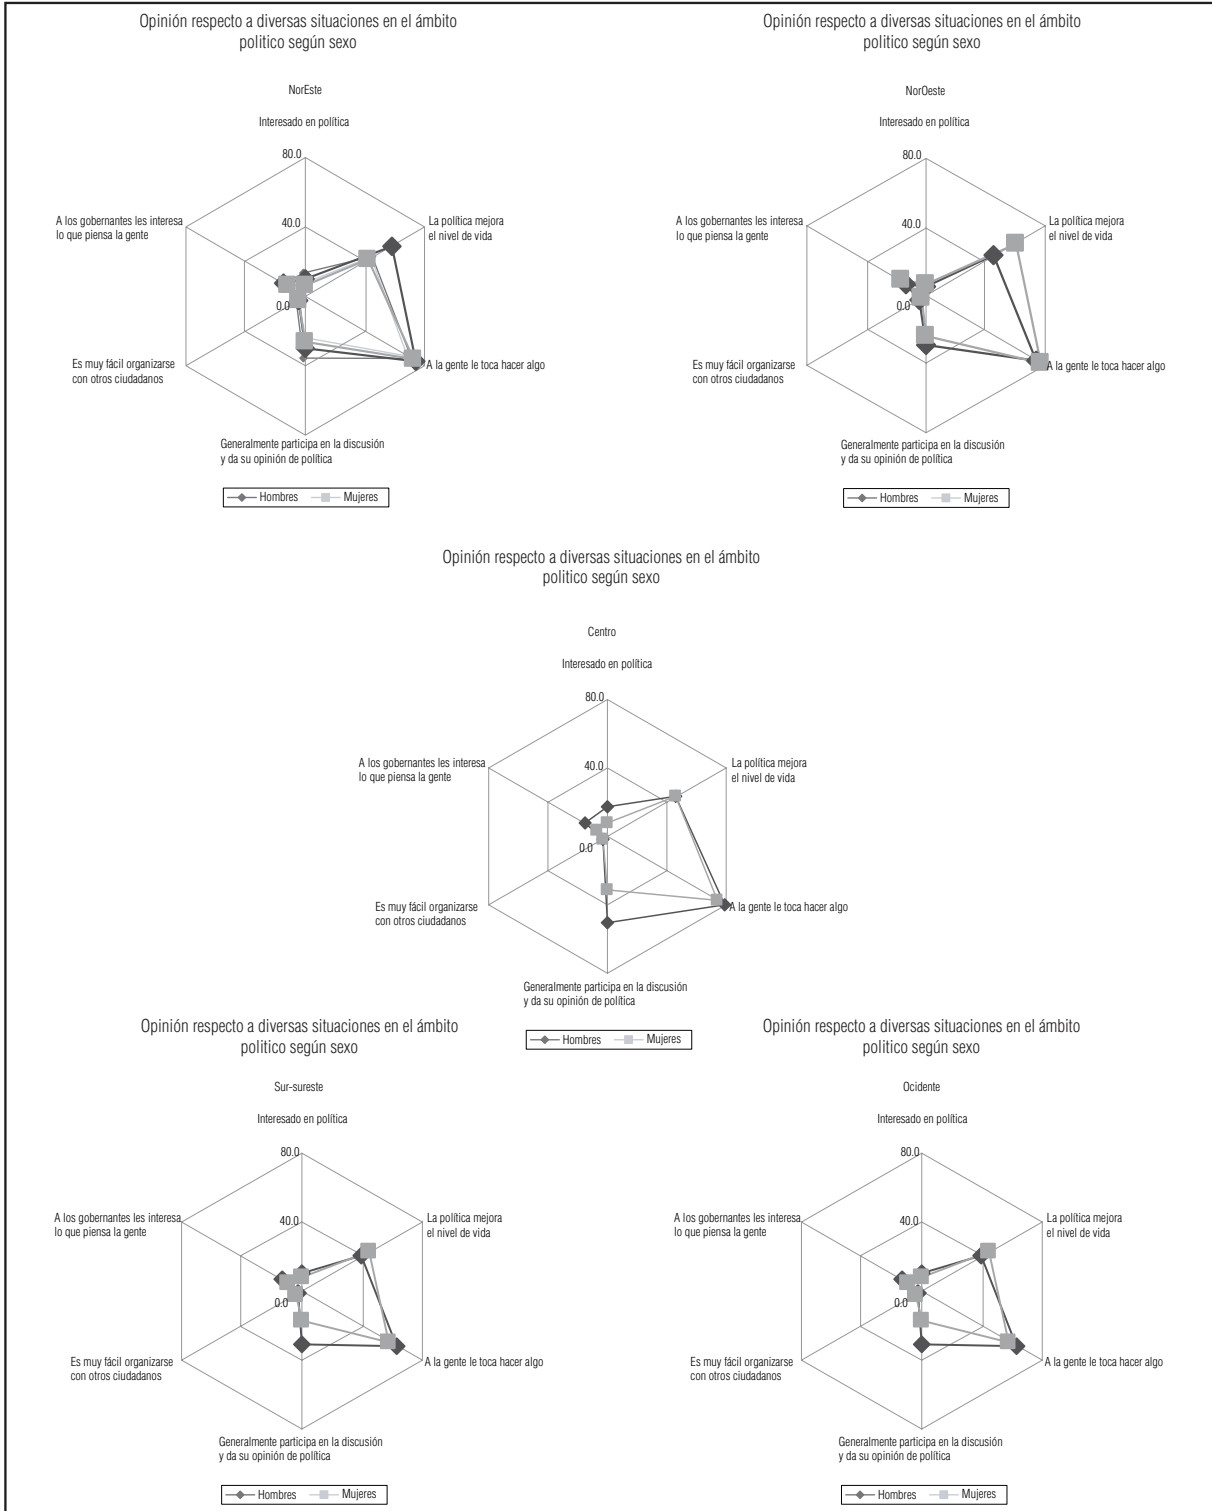 Opinión respecto a diversas situaciones en el ámbito
politico según sexo
NorEste
Interesado en política
80.0
A los gobernantes les interesa
lo que piensa la gente
La política mejora
el nivel de vida
40.0
0.0
Es muy fácil organizarse
con otros ciudadanos
A la gente le toca hacer algo
Generalmente participa en la discusión
y da su opinión de política
Hombres Mujeres
Opinión respecto a diversas situaciones en el ámbito
politico según sexo
NorOeste
Interesado en política
80.0
A los gobernantes les interesa
lo que piensa la gente
La política mejora
el nivel de vida
40.0
0.0
Es muy fácil organizarse
con otros ciudadanos
A la gente le toca hacer algo
Generalmente participa en la discusión
y da su opinión de política
Hombres Mujeres
Opinión respecto a diversas situaciones en el ámbito
politico según sexo
Centro
Interesado en política
80.0
A los gobernantes les interesa
lo que piensa la gente
La política mejora
el nivel de vida
40.0
0.0
Es muy fácil organizarse
con otros ciudadanos
A la gente le toca hacer algo
Generalmente participa en la discusión
y da su opinión de política
Hombres Mujeres
Opinión respecto a diversas situaciones en el ámbito
politico según sexo
Sur-sureste
Interesado en política
80.0
A los gobernantes les interesa
lo que piensa la gente
La política mejora
el nivel de vida
40.0
0.0
Es muy fácil organizarse
con otros ciudadanos
A la gente le toca hacer algo
Generalmente participa en la discusión
y da su opinión de política
Hombres Mujeres
Opinión respecto a diversas situaciones en el ámbito
politico según sexo
Ocidente
Interesado en política
80.0
A los gobernantes les interesa
lo que piensa la gente
La política mejora
el nivel de vida
40.0
0.0
Es muy fácil organizarse
con otros ciudadanos
A la gente le toca hacer algo
Generalmente participa en la discusión
y da su opinión de política
Hombres Mujeres